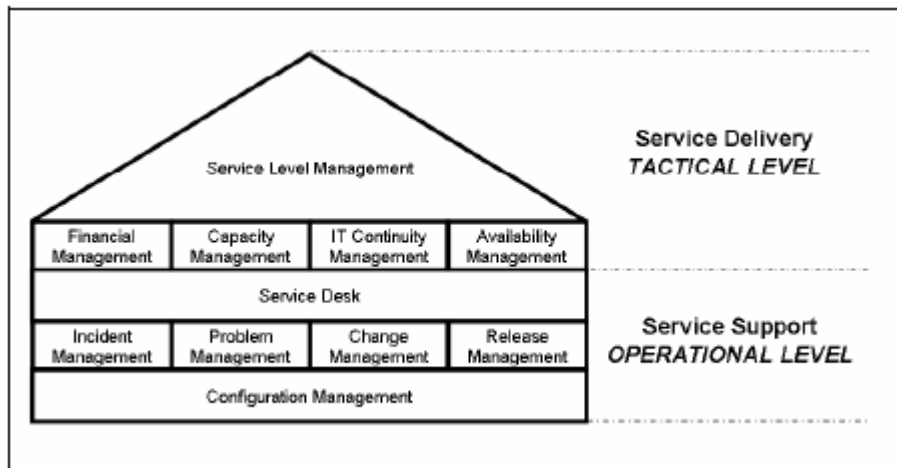 Service Delivery
TACTICAL LEVEL
Service Level Management
Financial
Management
Capacity
Management
IT Continuity
Management
Availability
Management
Service Desk
Service Support
OPERATIONAL LEVEL
Incident
Management
Problem
Management
Change
Management
Release
Management
Configuration Management